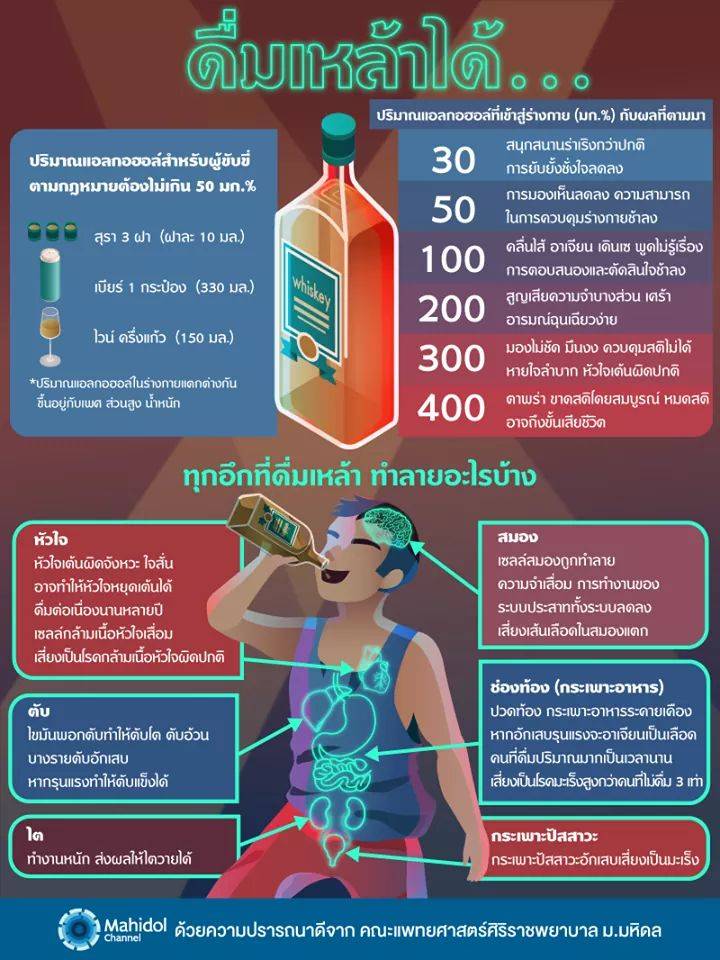 ดื่มเหล้าได้...
ปริมาณแอลกอฮอล์สำหรับผู้ขับขี่
ตามกฎหมายต้องไม่เกิน 50 มก.%
สุรา 3 ฝา (ฝาละ 10 มล.)
เบียร์ 1 กระป๋อง (330 มล.)
ไวน์ ครึ่งแก้ว (150 มล.)
*ปริมาณแอลกอฮอล์ในร่างกายแตกต่างกัน
ขึ้นอยู่กับเพศ ส่วนสูง น้ำหนัก
whiskey
ปริมาณแอลกอฮอล์ที่เข้าสู่ร่างกาย (มก.%) กับผลที่ตามมา
30
สนุกสนานร่าเริงกว่าปกติ
การยับยั้งชั่งใจลดลง
50
การมองเห็นลดลง ความสามารถ
ในการควบคุมร่างกายช้าลง
100
คลื่นไส้ อาเจียน เดินเซ พูดไม่รู้เรื่อง
การตอบสนองและตัดสินใจช้าลง
200
สูญเสียความจำบางส่วน เศร้า
อารมณ์ฉุนเฉียวง่าย
300
มองไม่ชัด มึนงง ควบคุมสติไม่ได้
หายใจลำบาก หัวใจเต้นผิดปกติ
400
ตาพร่า ขาดสติโดยสมบูรณ์ หมดสติ
อาจถึงขั้นเสียชีวิต
ทุกอึกที่ดื่มเหล้า ทำลายอะไรบ้าง
หัวใจ
หัวใจเต้นผิดจังหวะ ใจสั่น
อาจทำให้หัวใจหยุดเต้นได้
ดื่มต่อเนื่องนานหลายปี
เซลล์กล้ามเนื้อหัวใจเสื่อม
เสี่ยงเป็นโรคกล้ามเนื้อหัวใจผิดปกติ
ตับ
ไขมันพอกตับทำให้ตับโต ตับอ้วน
บางรายตับอักเสบ
หากรุนแรงทำให้ตับแข็งได้
ไต
ทำงานหนัก ส่งผลให้ไตวายได้
สมอง
เซลล์สมองถูกทำลาย
ความจำเสื่อม การทำงานของ
ระบบประสาททั้งระบบลดลง
เสี่ยงเส้นเลือดในสมองแตก
ช่องท้อง (กระเพาะอาหาร)
ปวดท้อง กระเพาะอาหารระคายเคือง
หากอักเสบรุนแรงจะอาเจียนเป็นเลือด
คนที่ดื่มปริมาณมากเป็นเวลานาน
เสี่ยงเป็นโรคมะเร็งสูงกว่าคนที่ไม่ดื่ม 3 เท่า
กระเพาะปัสสาวะ
กระเพาะปัสสาวะอักเสบเสี่ยงเป็นมะเร็ง
Mahidol
Channel
ด้วยความปรารถนาดีจาก คณะแพทยศาสตร์ศิริราชพยาบาล ม.มหิดล